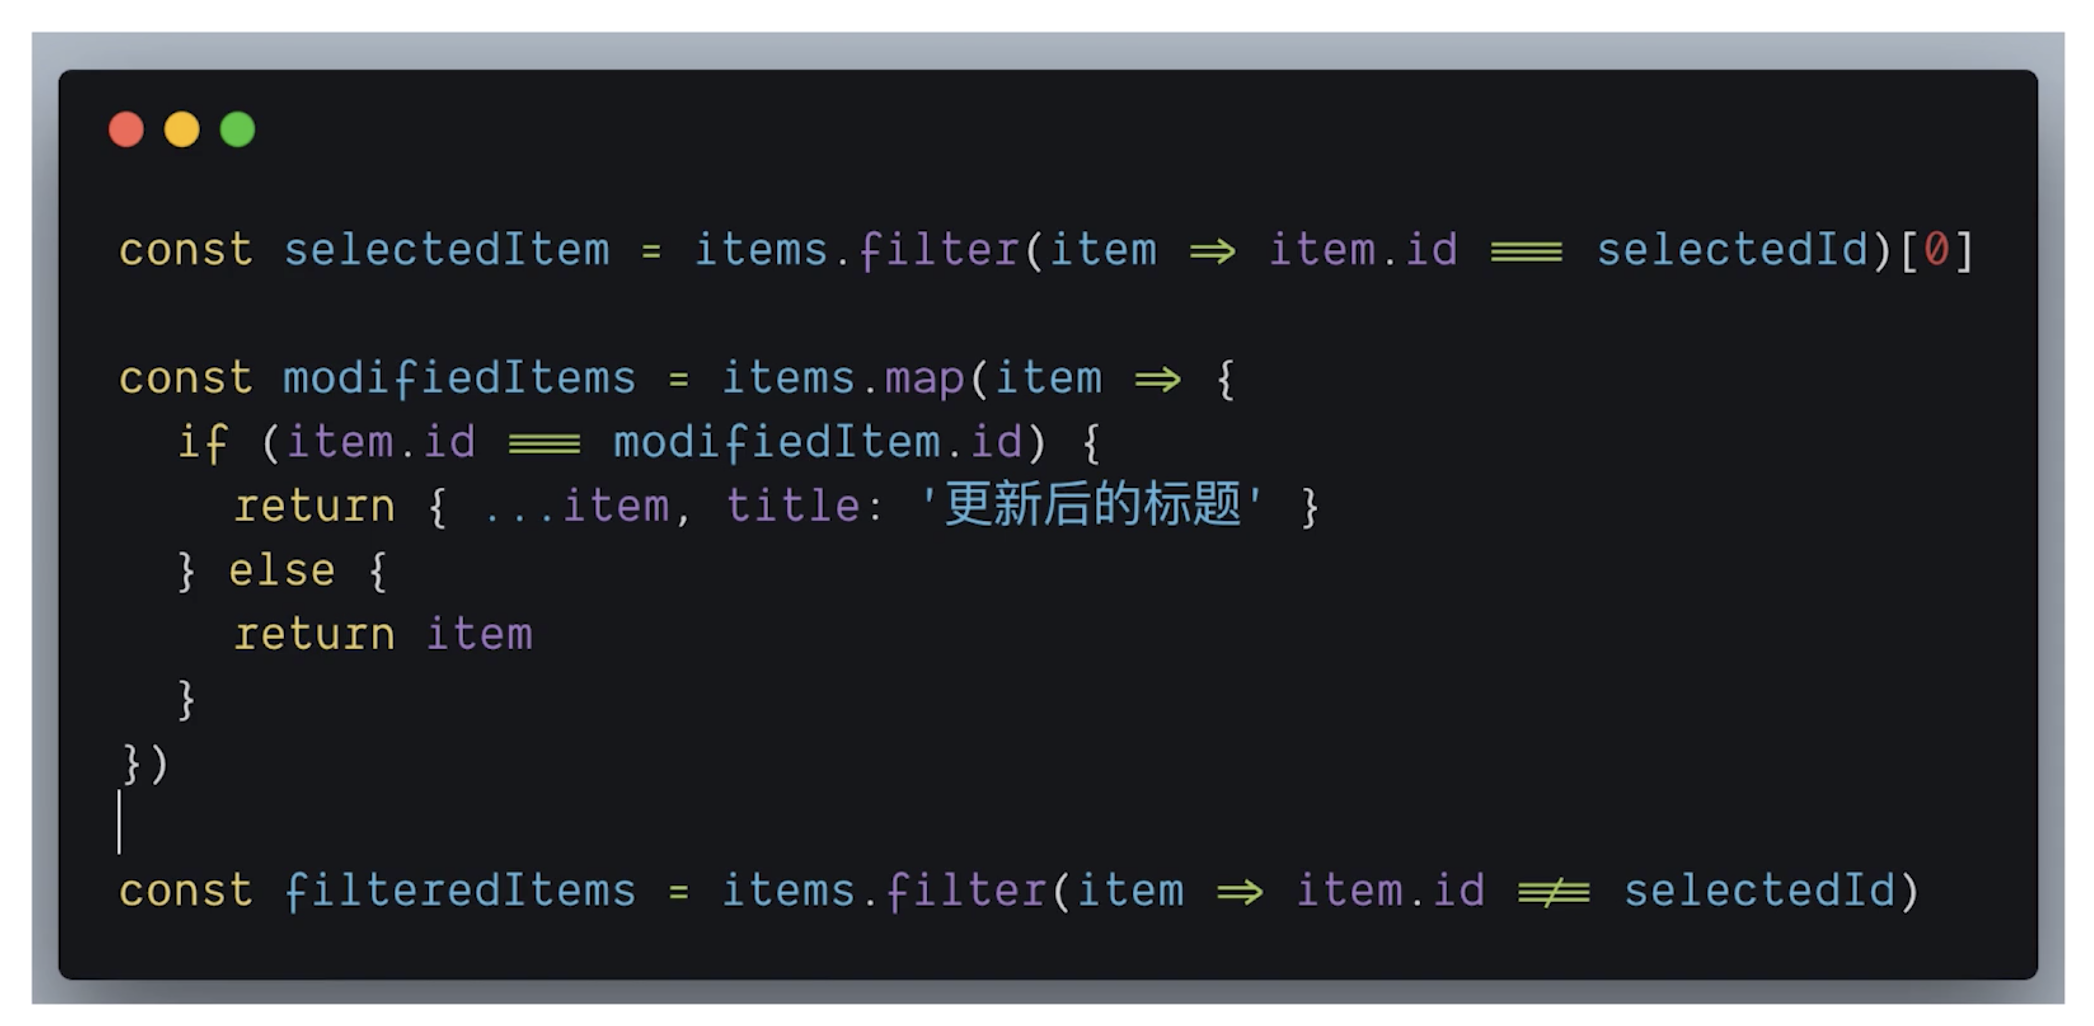 const selectedItem = items.filter(item => item.id === selectedId)[0]
const modifiedItems = items.map(item => {
if (item.id === modifiedItem.id) {
return { ...item, title: '更新后的标题' }
} else {
return item
}
})
const filteredItems = items.filter(item => item.id !== selectedId)